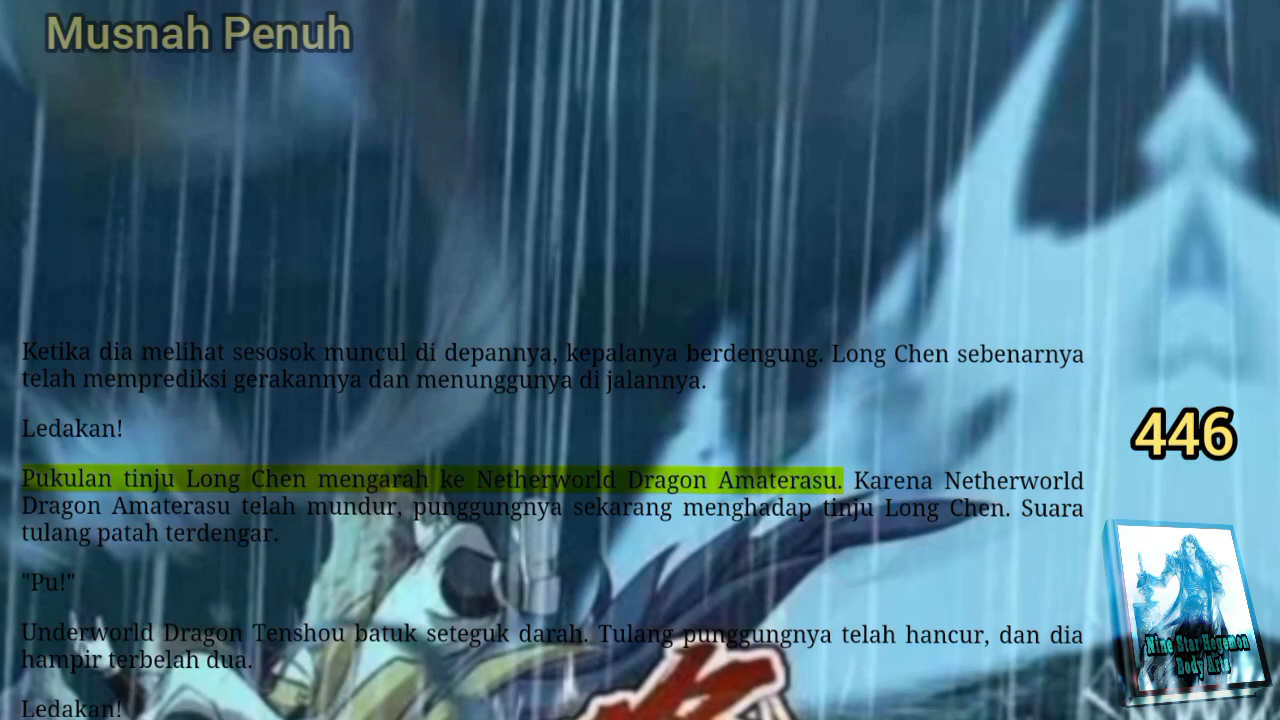 Musnah Penuh
Ketika dia melihat sesosok muncul di depannya, kepalanya berdengung. Long Chen sebenarnya
telah memprediksi gerakannya dan menunggunya di jalannya.
Ledakan!
Pukulan tinju Long Chen mengarah ke Netherworld Dragon Amaterasu. Karena Netherworld
Dragon Amaterasu telah mundur, punggungnya sekarang menghadap tinju Long Chen. Suara
tulang patah terdengar.
"Pu!"
Underworld Dragon Tenshou batuk seteguk darah. Tulang punggungnya telah hancur, dan dia
hampir terbelah dua.
Ledakan!
446
Nine Star Hegemon
Body Arts